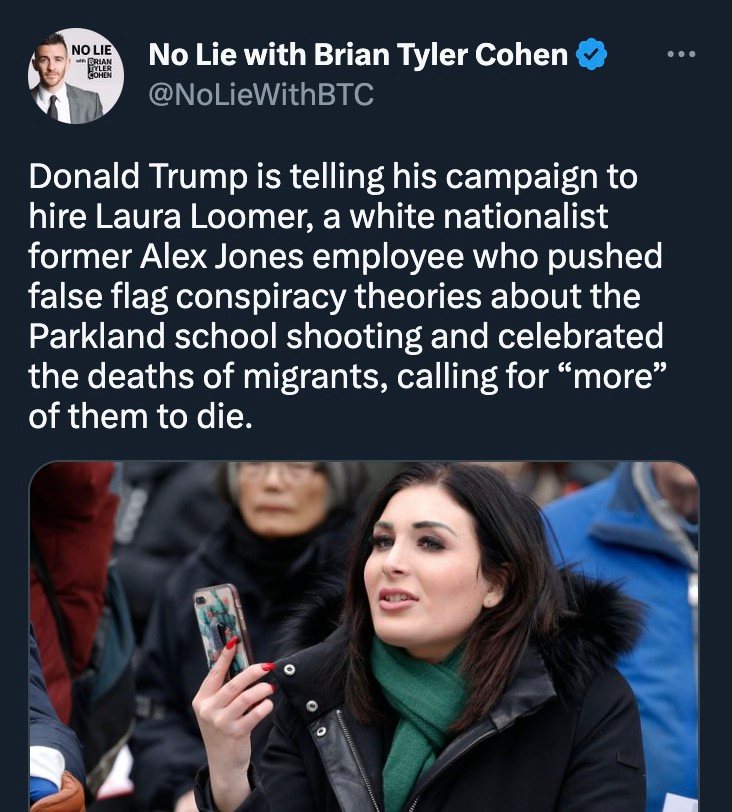 NO LIE
with BRIAN
TYLER
COHEN
No Lie with Brian Tyler Cohen
@NoLieWithBTC
Donald Trump is telling his campaign to
hire Laura Loomer, a white nationalist
former Alex Jones employee who pushed
false flag conspiracy theories about the
Parkland school shooting and celebrated
the deaths of migrants, calling for “more”
of them to die.